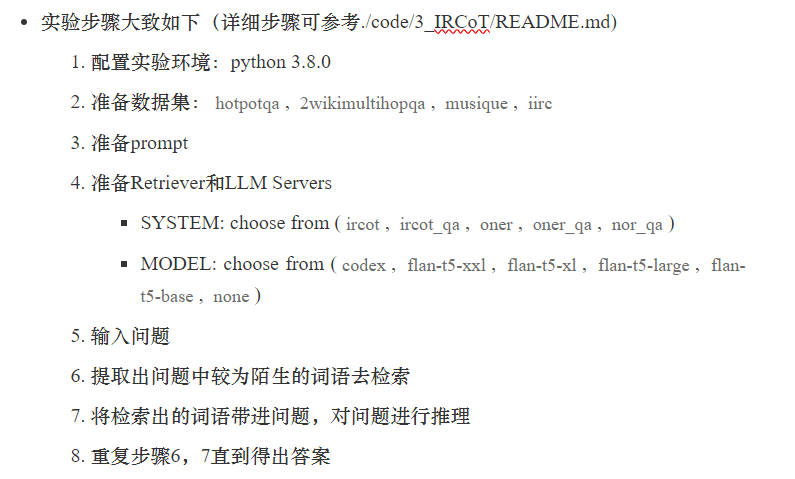 • 实验步骤大致如下（详细步骤可参考./code/3_IRCoT/README.md)
1. 配置实验环境：python 3.8.0
2. 准备数据集： hotpotqa , 2wikimultihopqa , musique , iirc
3. 准备prompt
4. 准备Retriever和LLM Servers
▪ SYSTEM: choose from ( ircot , ircot_qa , oner , oner_qa , nor_qa )
▪ MODEL: choose from ( codex , flan-t5-xxl , flan-t5-xl , flan-t5-large , flan-
t5-base , none )
5. 输入问题
6. 提取出问题中较为陌生的词语去检索
7. 将检索出的词语带进问题，对问题进行推理
8. 重复步骤6，7直到得出答案